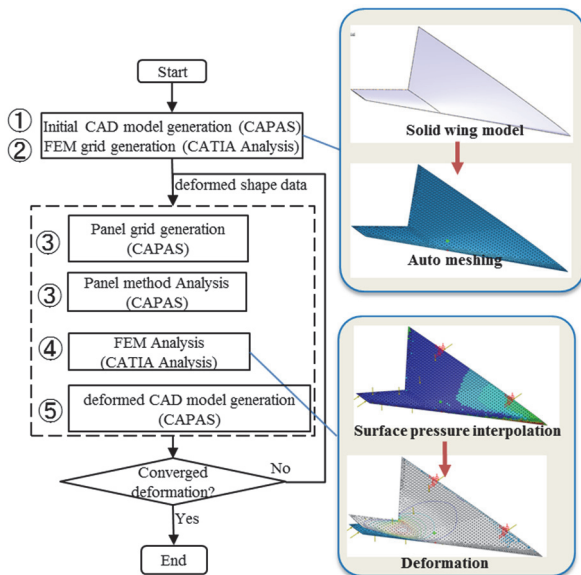 Start
①
Initial CAD model generation (CAPAS)
②
FEM grid generation (CATIA Analysis)
deformed shape data
③
Panel grid generation
(CAPAS)
③
Panel method Analysis
(CAPAS)
④
FEM Analysis
(CATIA Analysis)
⑤
deformed CAD model generation
(CAPAS)
Converged
deformation?
No
Yes
End
Solid wing model
Auto meshing
Surface pressure interpolation
Deformation